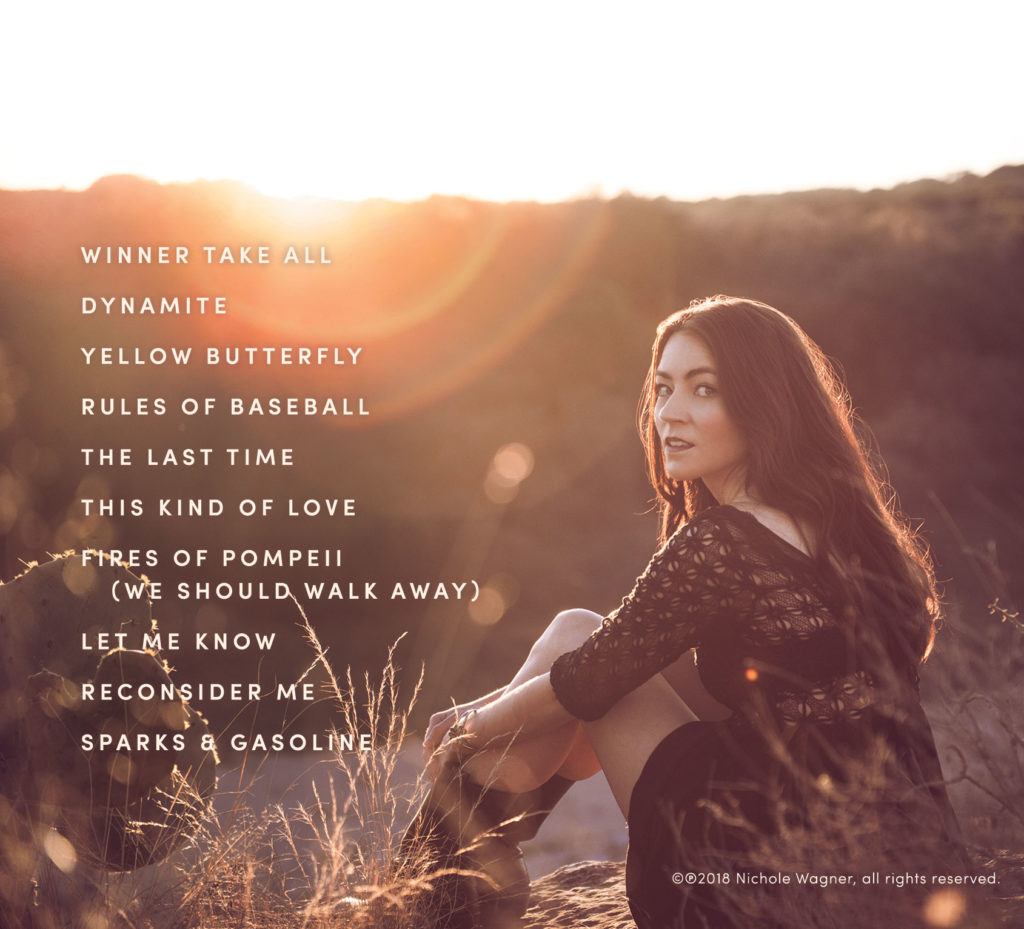 WINNER TAKE ALL
DYNAMITE
YELLOW BUTTERFLY
RULES OF BASEBALL
THE LAST TIME
THIS KIND OF LOVE
FIRES OF POMPEII
(WE SHOULD WALK AWAY)
LET ME KNOW
RECONSIDER ME
SPARKS & GASOLINE
©℗2018 Nichole Wagner, all rights reserved.